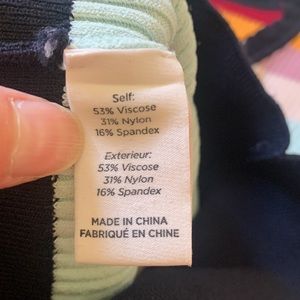 Self:
53% Viscose
31% Nylon
16% Spandex
Exterieur:
53% Viscose
31% Nylon
16% Spandex
MADE IN CHINA
FABRIQUÉ EN CHINE